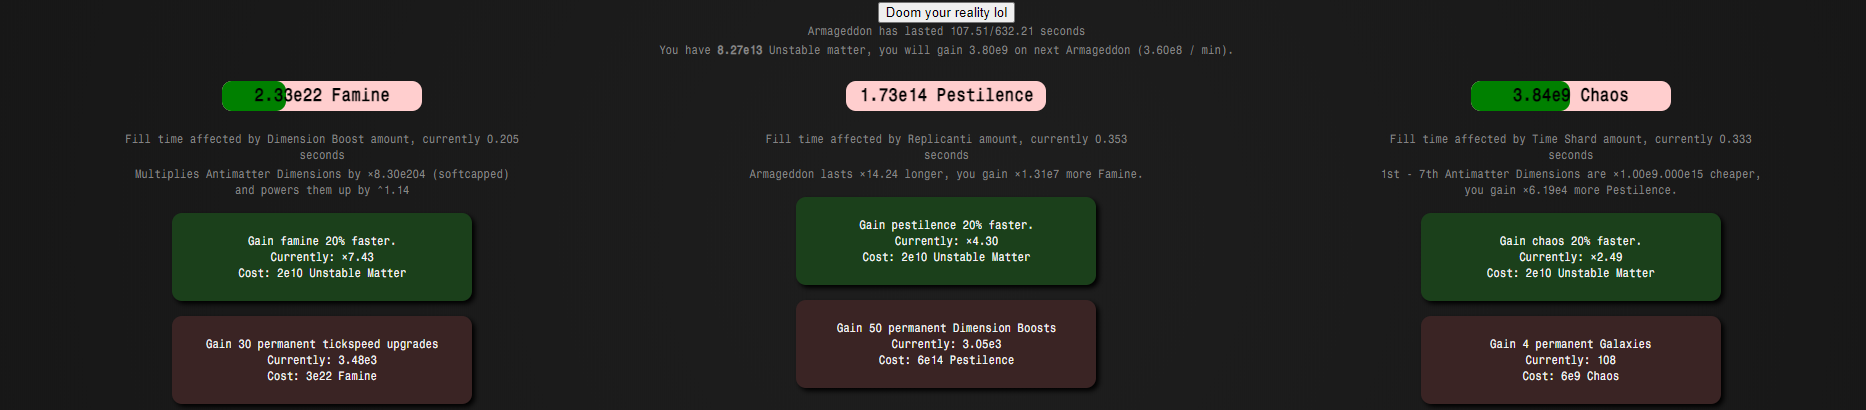 Doom your reality lol
Armageddon has lasted 107.51/632.21 seconds
You have 8.27e13 Unstable matter, you will gain 3.80e9 on next Armageddon (3.60e8 / min).
2.33e22 Famine
Fill time affected by Dimension Boost amount, currently 0.205
seconds
Multiplies Antimatter Dimensions by ×8.30e204 (softcapped)
and powers them up by ^1.14
Gain famine 20% faster.
Currently: ×7.43
Cost: 2e10 Unstable Matter
Gain 30 permanent tickspeed upgrades
Currently: 3.48e3
Cost: 3e22 Famine
1.73e14 Pestilence
Fill time affected by Replicanti amount, currently 0.353
seconds
Armageddon lasts ×14.24 longer, you gain ×1.31e7 more Famine.
Gain pestilence 20% faster.
Currently: ×4.30
Cost: 2e10 Unstable Matter
Gain 50 permanent Dimension Boosts
Currently: 3.05e3
Cost: 6e14 Pestilence
3.84e9 Chaos
Fill time affected by Time Shard amount, currently 0.333
seconds
1st - 7th Antimatter Dimensions are ×1.00e9.000e15 cheaper,
you gain ×6.19e4 more Pestilence.
Gain chaos 20% faster.
Currently: ×2.49
Cost: 2e10 Unstable Matter
Gain 4 permanent Galaxies
Currently: 108
Cost: 6e9 Chaos